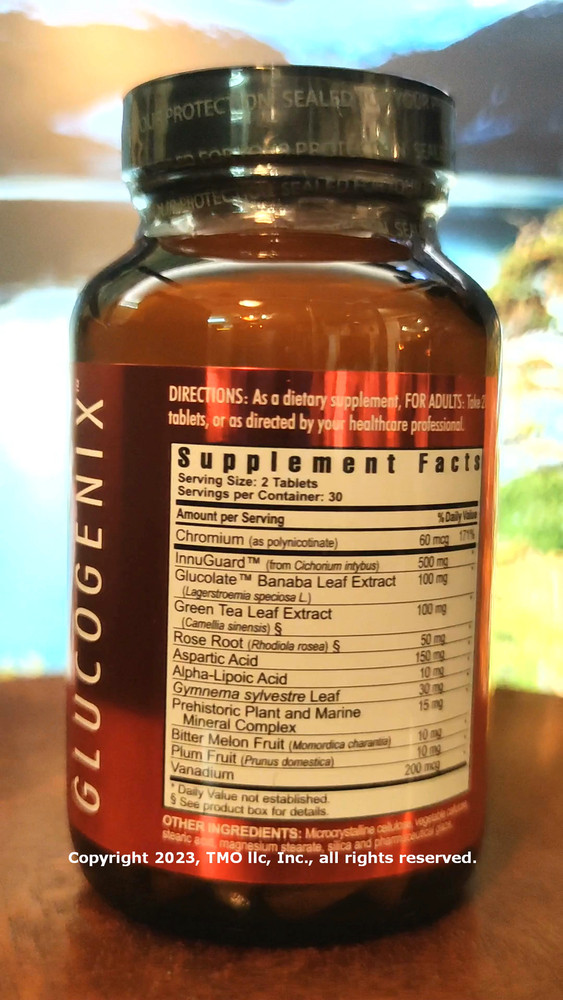 OUR PROTECTION SEALED
PROTEC
SEALED FOR YOUR
SEA
GLUCOGENIX™
DIRECTIONS: As a dietary supplement, FOR ADULTS: Take 2
tablets, or as directed by your healthcare professional.
Supplement Facts
Serving Size: 2 Tablets
Servings per Container: 30
Amount per Serving % Daily Value
Chromium (as polynicotinate) 60 mcg 171%
InnuGuard™ (from Cichorium intybus) 500 mg *
Glucolate™ Banaba Leaf Extract 100 mg
(Lagerstroemia speciosa L.) *
Green Tea Leaf Extract 100 mg
(Camellia sinensis) § *
Rose Root (Rhodiola rosea) § 50 mg *
Aspartic Acid 150 mg *
Alpha-Lipoic Acid 10 mg *
Gymnema sylvestre Leaf 30 mg *
Prehistoric Plant and Marine 15 mg
Mineral Complex *
Bitter Melon Fruit (Momordica charantia) 10 mg *
Plum Fruit (Prunus domestica) 10 mg *
Vanadium 200 mcg *
* Daily Value not established.
§ See product box for details.
OTHER INGREDIENTS: Microcrystalline cellulose, vegetable cellulose,
stearic acid, magnesium stearate, silica and pharmaceutical glaze.
Copyright 2023, TMO llc, Inc., all rights reserved.